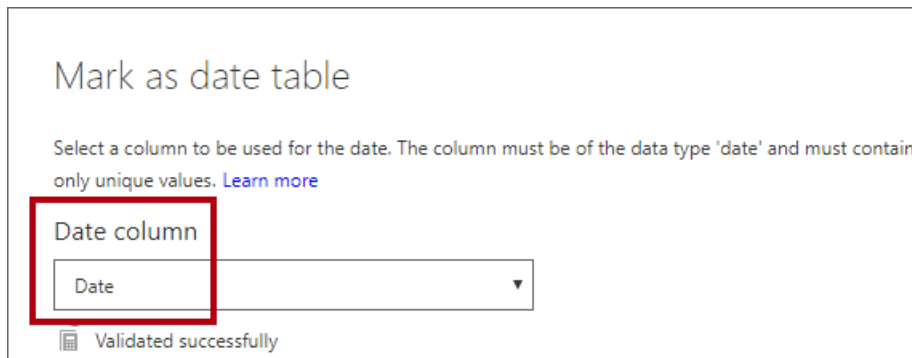 Mark as date table
Select a column to be used for the date. The column must be of the data type 'date' and must contain
only unique values. Learn more
Date column
Date
Validated successfully